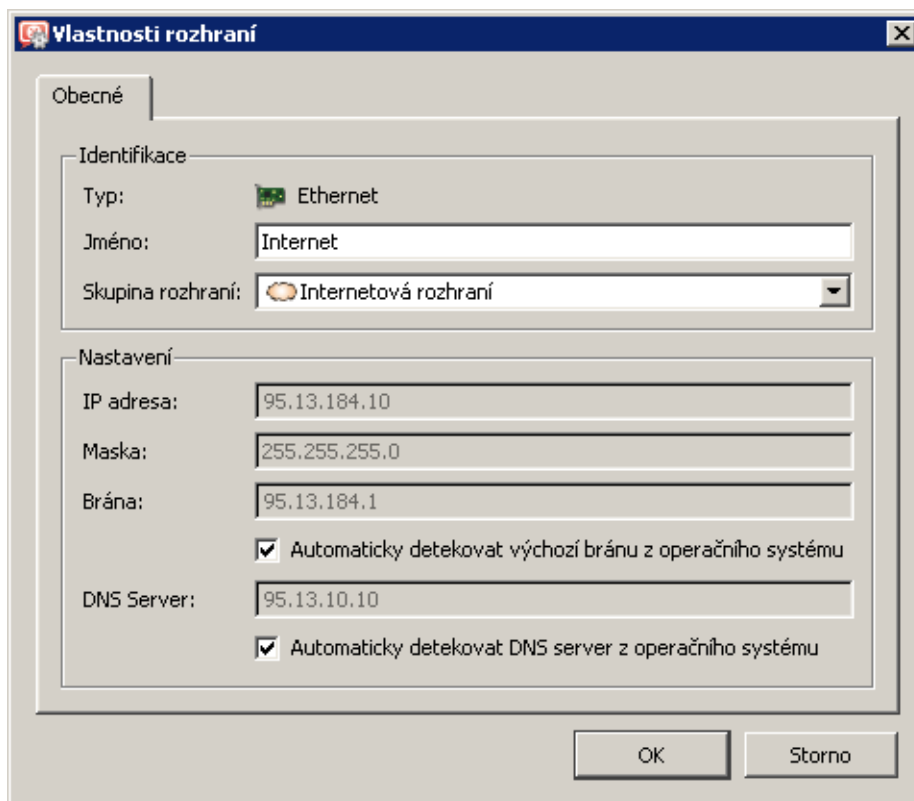 Vlastnosti rozhraní
Obecné
Identifikace
Typ: Ethernet
Jméno: Internet
Skupina rozhraní: Internetová rozhraní
Nastavení
IP adresa: 95.13.184.10
Maska: 255.255.255.0
Brána: 95.13.184.1
Automaticky detekovat výchozí bránu z operačního systému
DNS Server: 95.13.10.10
Automaticky detekovat DNS server z operačního systému
OK Storno